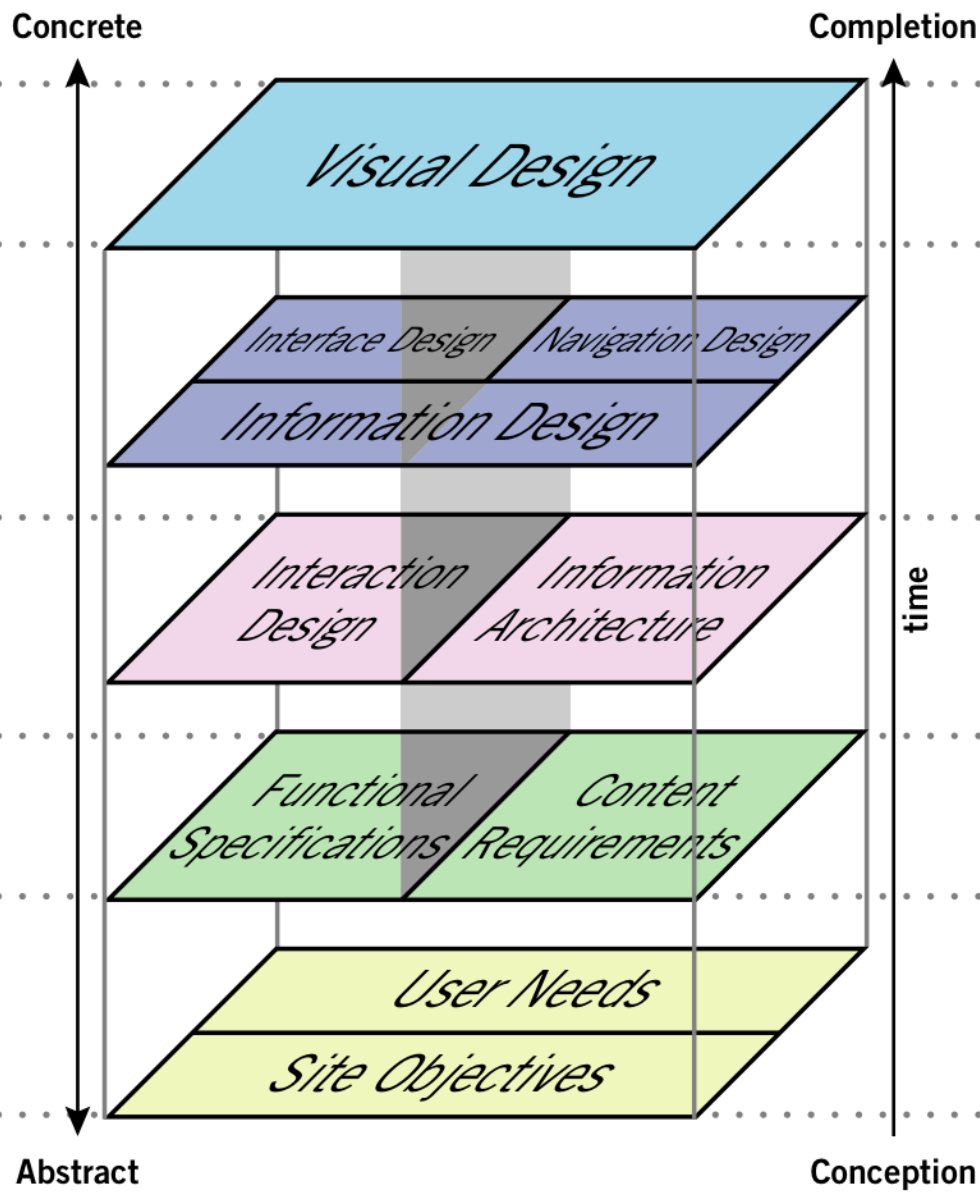 Concrete
Completion
Visual Design
Interface Design
Navigation Design
Information Design
Interaction
Design
Information
Architecture
time
Functional
Specifications
Content
Requirements
User Needs
Site Objectives
Abstract
Conception